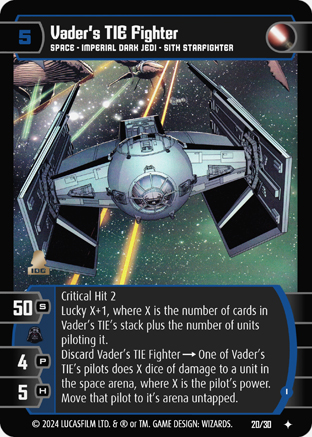 5
Vader's TIE Fighter
SPACE - IMPERIAL DARK JEDI - SITH STARFIGHTER
IDC
50 S
4 P
5 H
Critical Hit 2
Lucky X+1, where X is the number of cards in
Vader's TIE's stack plus the number of units
piloting it.
Discard Vader's TIE Fighter → One of Vader's
TIE's pilots does X dice of damage to a unit in
the space arena, where X is the pilot's power.
Move that pilot to it's arena untapped.
1
© 2024 LUCASFILM LTD. & ® or TM. GAME DESIGN: WIZARDS.
20/30